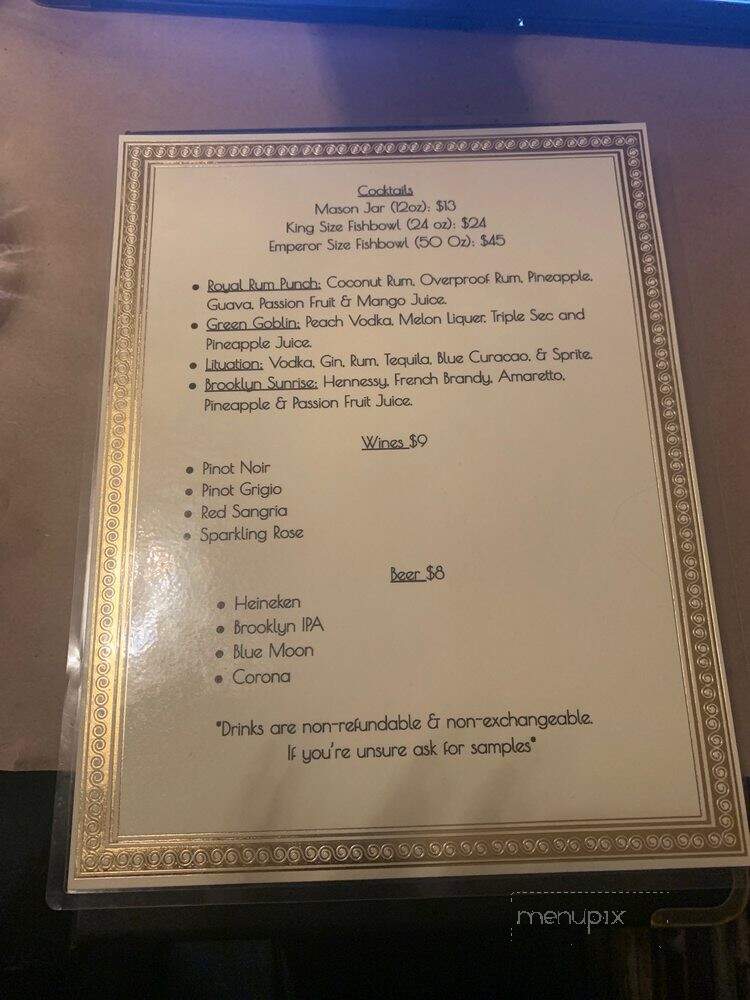 Cocktails
Mason Jar (12oz): $13
King Size Fishbowl (24 oz): $24
Emperor Size Fishbowl (50 Oz): $45
• Royal Rum Punch: Coconut Rum, Overproof Rum, Pineapple,
Guava, Passion Fruit & Mango Juice.
• Green Goblin: Peach Vodka, Melon Liquer. Triple Sec and
Pineapple Juice.
• Lituation: Vodka, Gin, Rum, Tequila, Blue Curacao, & Sprite.
• Brooklyn Sunrise: Hennessy, French Brandy, Amaretto,
Pineapple & Passion Fruit Juice.
Wines $9
• Pinot Noir
• Pinot Grigio
• Red Sangria
• Sparkling Rose
Beer $8
• Heineken
• Brooklyn IPA
• Blue Moon
• Corona
*Drinks are non-refundable & non-exchangeable.
If you're unsure ask for samples*
menupix